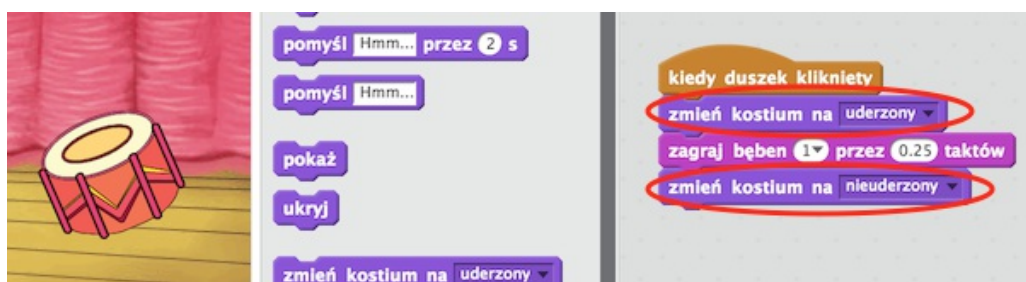 pomyśl Hmm... przez 2 s
pomyśl Hmm...
pokaż
ukryj
zmień kostium na uderzony
kiedy duszek kliknięty
zmień kostium na uderzony
zagraj bęben 1 przez 0.25 taktów
zmień kostium na nieuderzony